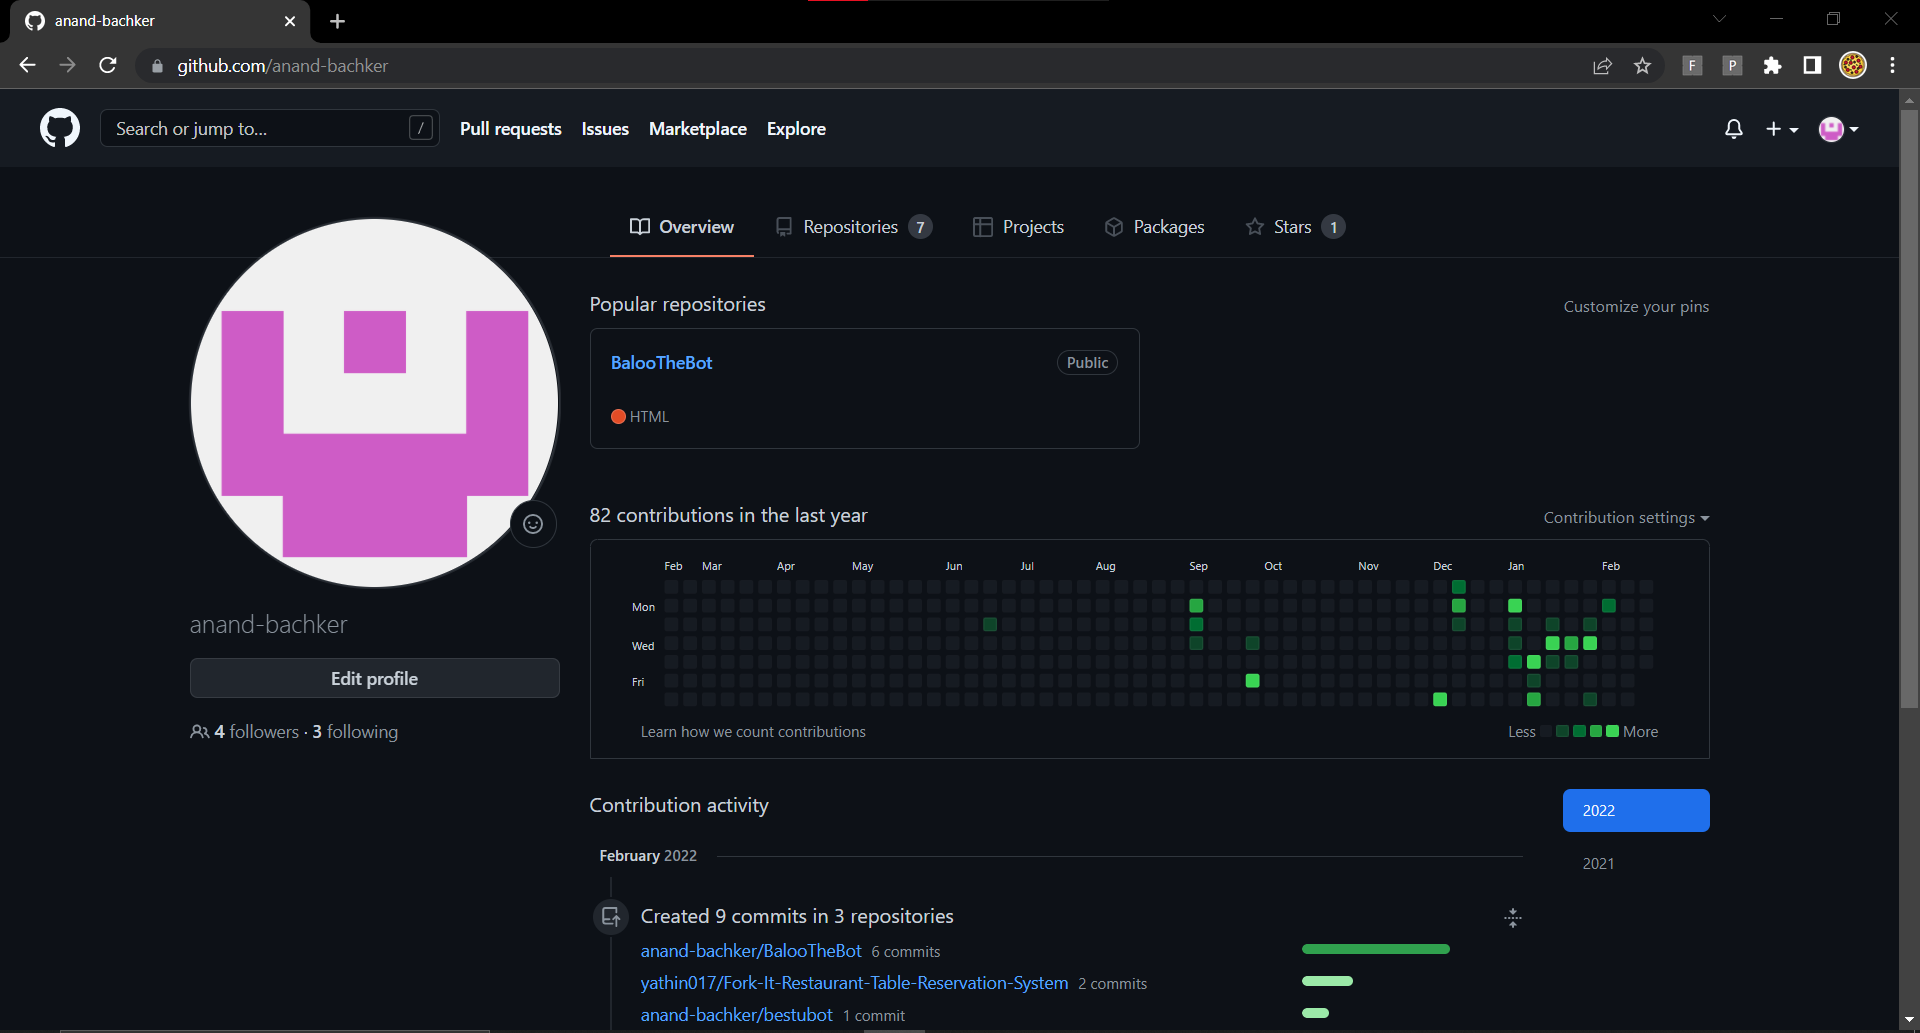 anand-bachker
github.com/anand-bachker
F P
Search or jump to... /
Pull requests Issues Marketplace Explore
Overview Repositories 7 Projects Packages Stars 1
Popular repositories
Customize your pins
BalooTheBot Public
HTML
anand-bachker
Edit profile
4 followers · 3 following
82 contributions in the last year
Contribution settings
Feb Mar Apr May Jun Jul Aug Sep Oct Nov Dec Jan Feb
Mon
Wed
Fri
Learn how we count contributions
Less More
Contribution activity
2022
2021
February 2022
Created 9 commits in 3 repositories
anand-bachker/BalooTheBot 6 commits
yathin017/Fork-It-Restaurant-Table-Reservation-System 2 commits
anand-bachker/bestubot 1 commit